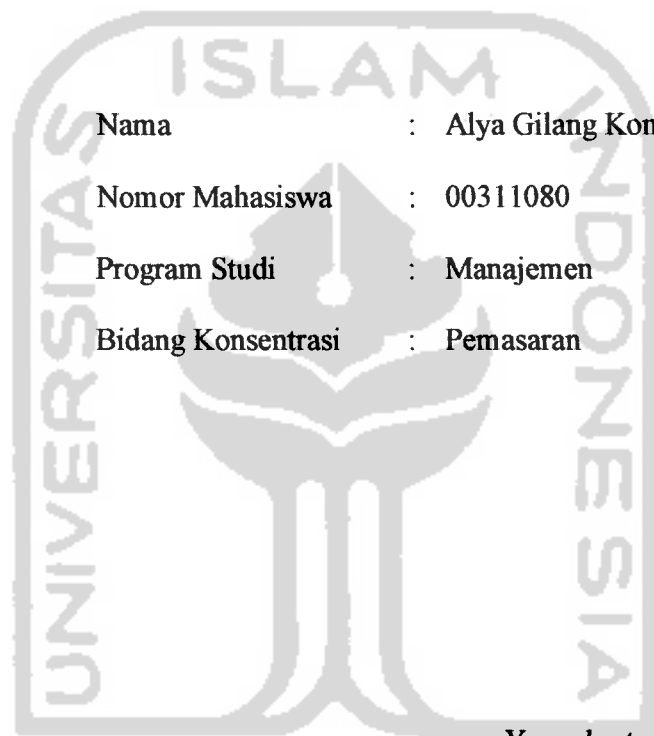 ISLAM
UNIVERSITAS
INDONESIA
Nama : Alya Gilang Kon
Nomor Mahasiswa : 00311080
Program Studi : Manajemen
Bidang Konsentrasi : Pemasaran